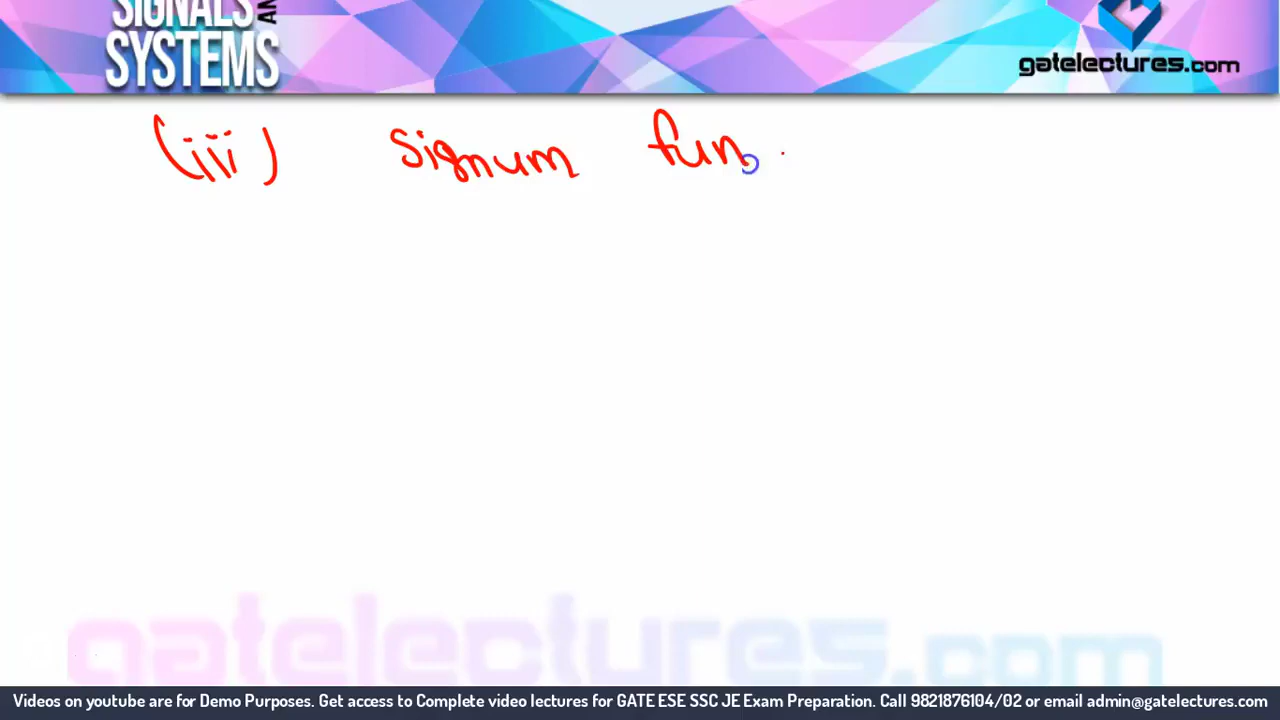 SIGNALS AND
SYSTEMS
gatelectures.com
(iii) Signum fun
gatelectures.com
Videos on youtube are for Demo Purposes. Get access to Complete video lectures for GATE ESE SSC JE Exam Preparation. Call 9821876104/02 or email admin@gatelectures.com